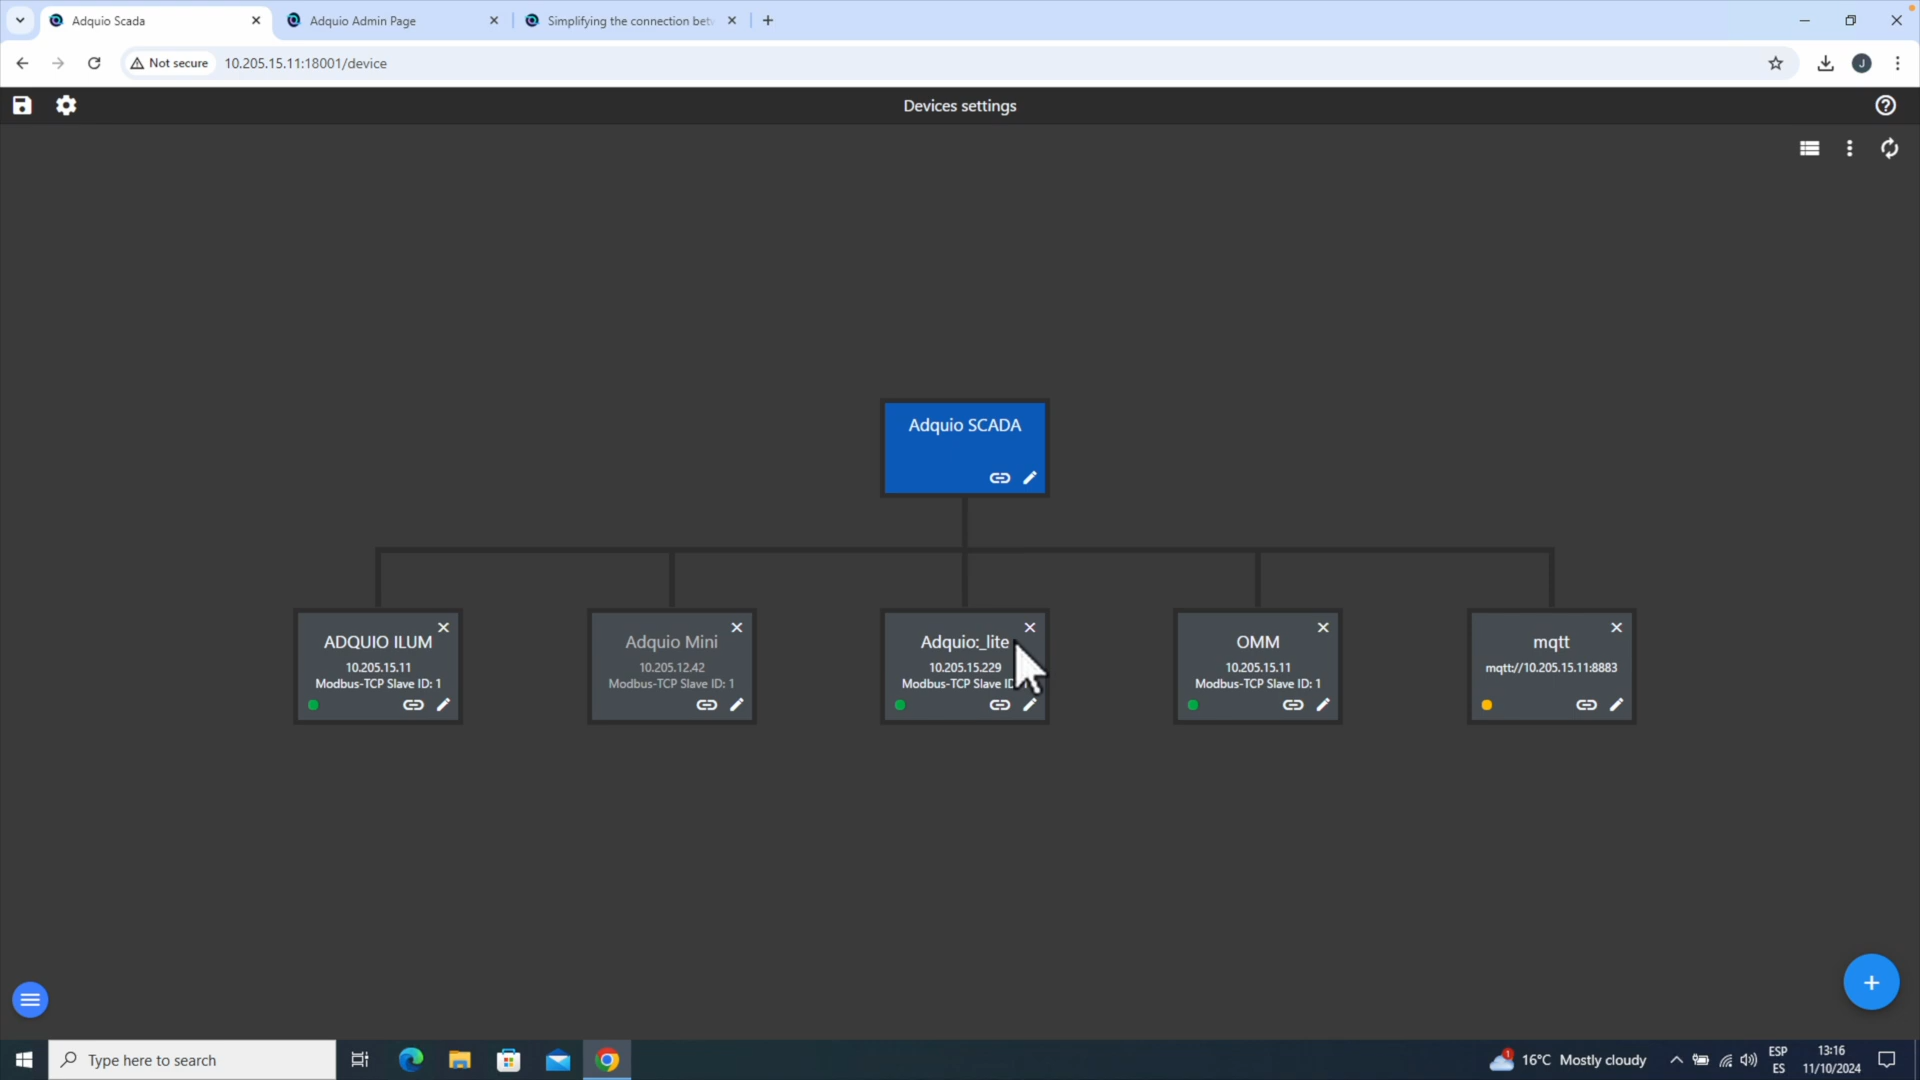 Adquio Scada
Adquio Admin Page
Simplifying the connection bet
Not secure
10.205.15.11:18001/device
J
Devices settings
Adquio SCADA
ADQUIO ILUM
10.205.15.11
Modbus-TCP Slave ID: 1
Adquio Mini
10.205.12.42
Modbus-TCP Slave ID: 1
Adquio:_lite
10.205.15.229
Modbus-TCP Slave ID
OMM
10.205.15.11
Modbus-TCP Slave ID: 1
mqtt
mqtt://10.205.15.11:8883
Type here to search
1
16°C Mostly cloudy
ESP
ES
13:16
11/10/2024